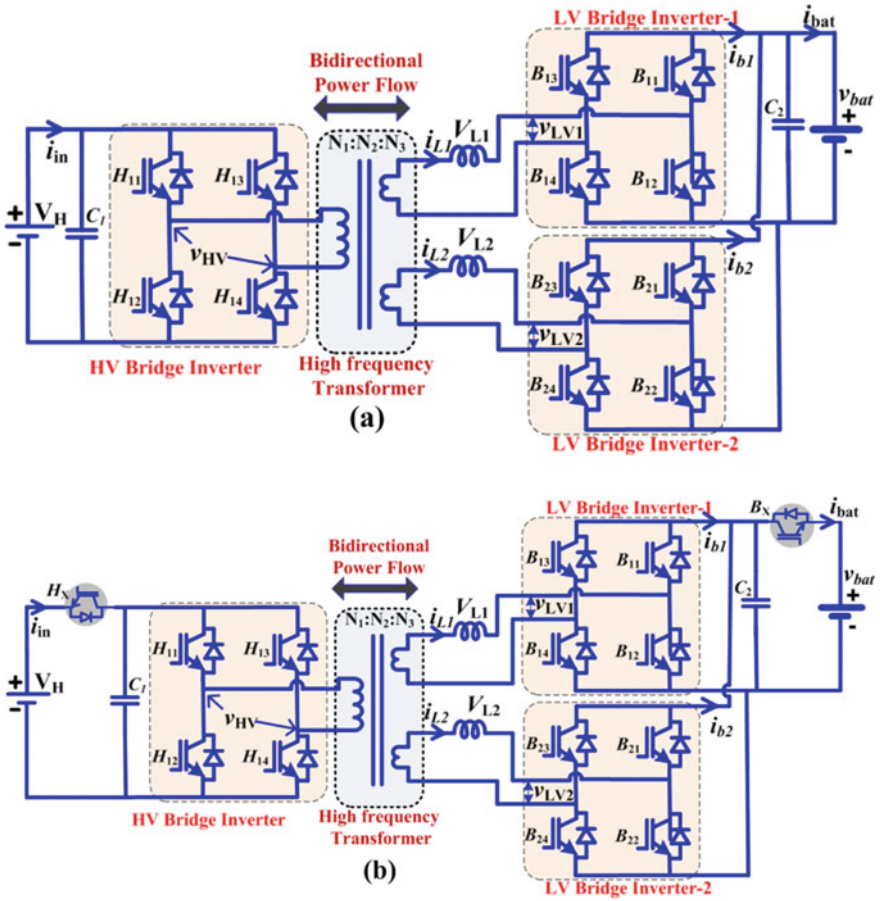 LV Bridge Inverter-1
i_bat
i_b1
Bidirectional
Power Flow
B13
B11
N1:N2:N3
i_L1
V_L1
v_LV1
C2
v_bat
+
-
i_in
H11
H13
B14
B12
+
-
V_H
C1
v_HV
i_L2
V_L2
i_b2
B23
B21
H12
H14
v_LV2
HV Bridge Inverter
High frequency
Transformer
B24
B22
(a)
LV Bridge Inverter-2
LV Bridge Inverter-1
B_X
i_bat
i_b1
Bidirectional
Power Flow
B13
B11
H_X
i_in
N1:N2:N3
i_L1
V_L1
v_LV1
C2
v_bat
+
-
H11
H13
B14
B12
+
-
V_H
C1
v_HV
i_L2
V_L2
i_b2
B23
B21
H12
H14
v_LV2
HV Bridge Inverter
High frequency
Transformer
B24
B22
(b)
LV Bridge Inverter-2